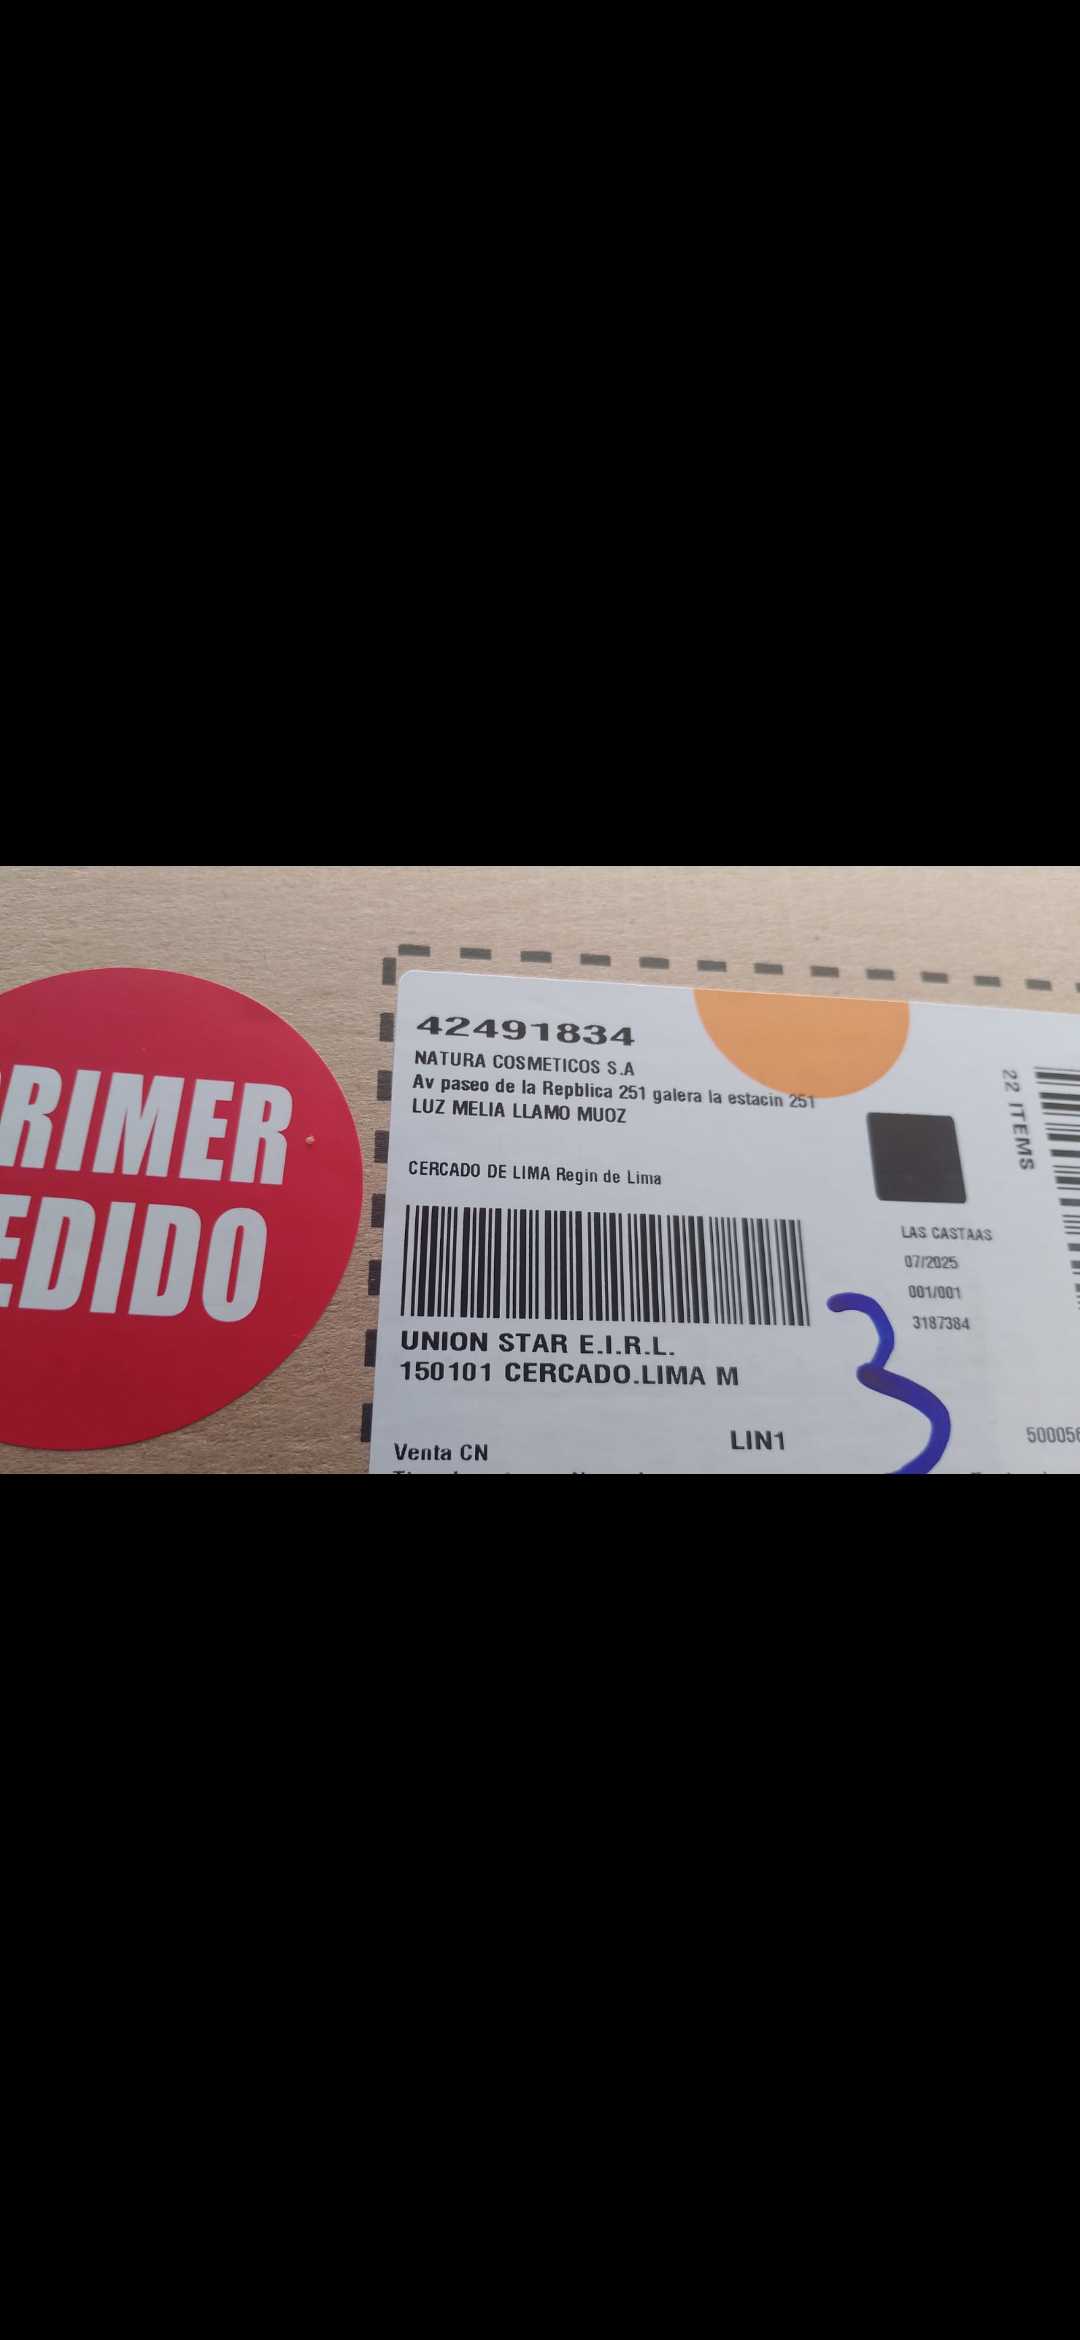 PRIMER
PEDIDO
42491834
NATURA COSMETICOS S.A
Av paseo de la Repblica 251 galera la estacin 251
LUZ MELIA LLAMO MUOZ
CERCADO DE LIMA Regin de Lima
22 ITEMS
LAS CASTAAS
07/2025
001/001
3187384
UNION STAR E.I.R.L.
150101 CERCADO.LIMA M
3
LIN1
Venta CN